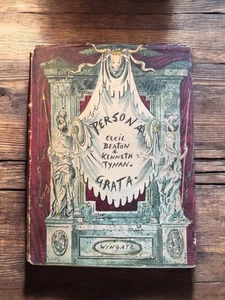 PERSONA
CECIL
BEATON
&
KENNETH
TYNAN.
GRATA.
WINGATE